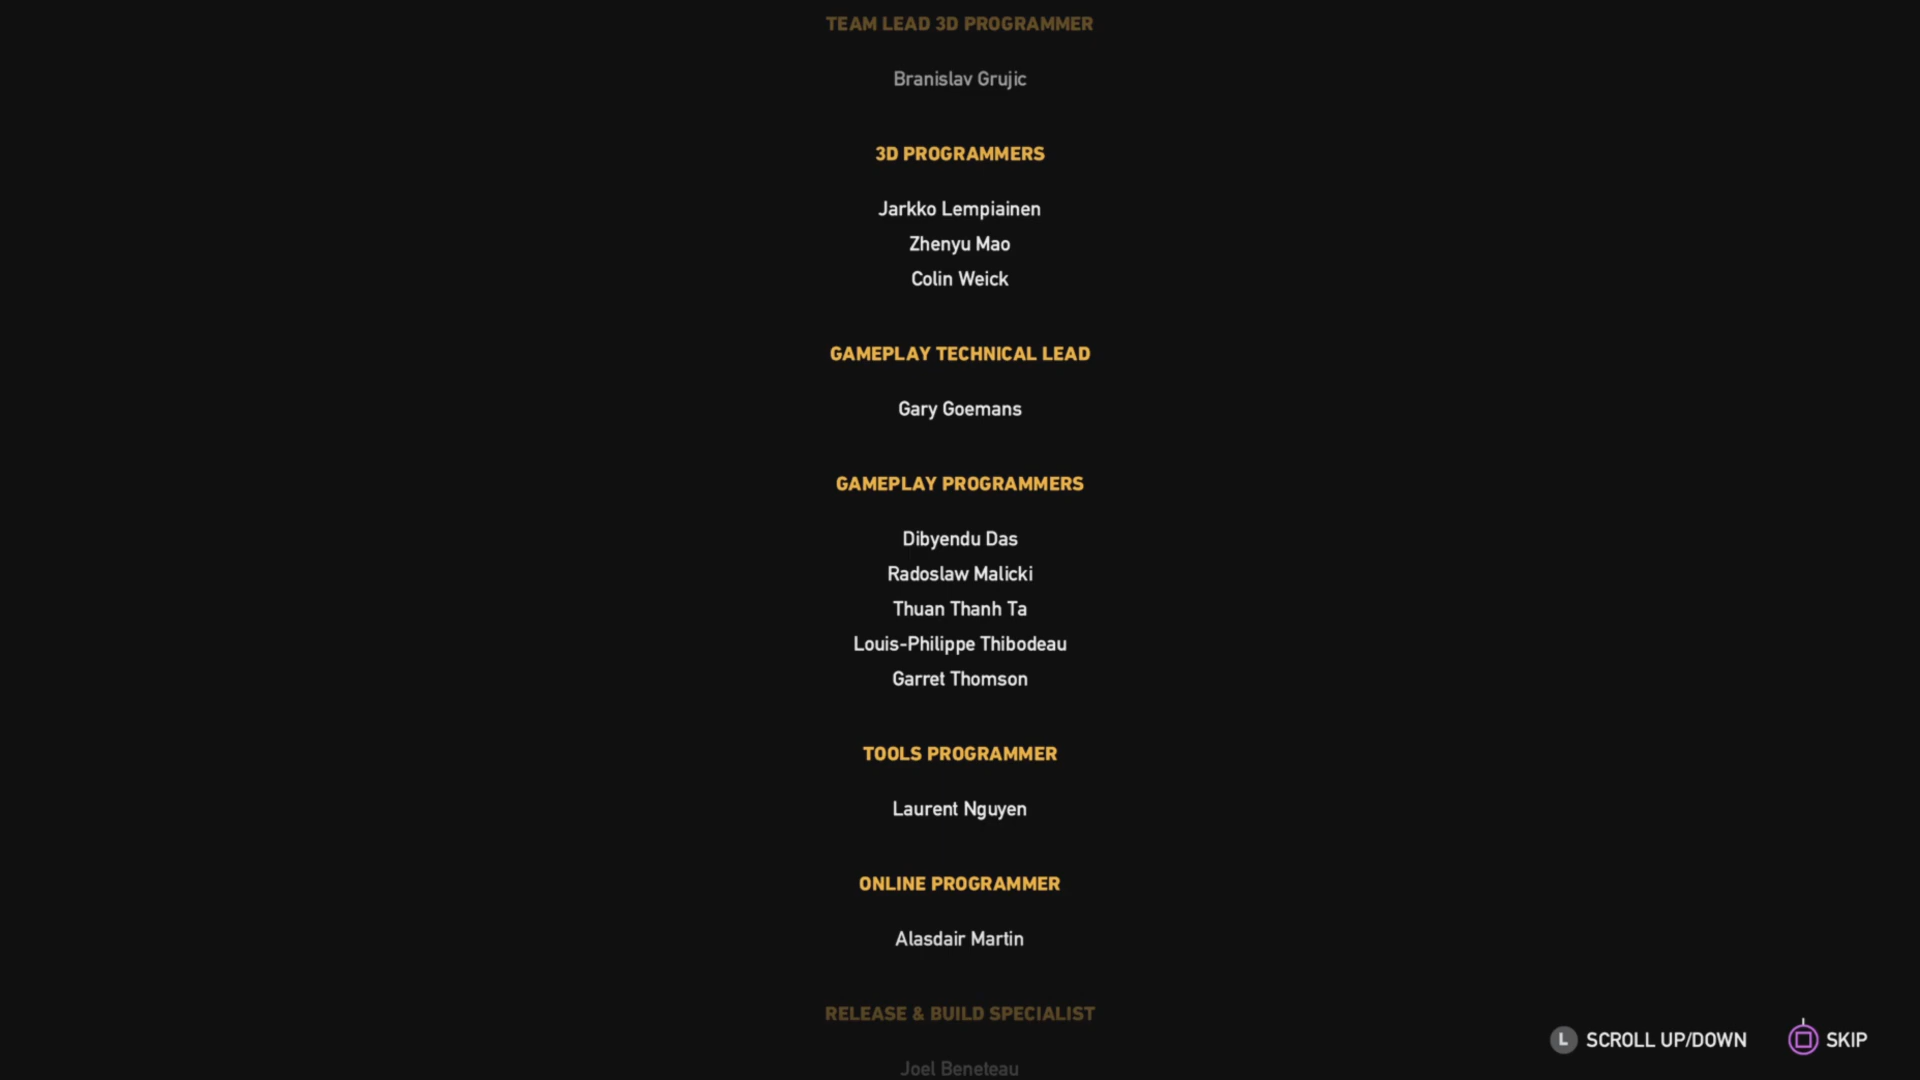 TEAM LEAD 3D PROGRAMMER
Branislav Grujic
3D PROGRAMMERS
Jarkko Lempiainen
Zhenyu Mao
Colin Weick
GAMEPLAY TECHNICAL LEAD
Gary Goemans
GAMEPLAY PROGRAMMERS
Dibyendu Das
Radoslaw Malicki
Thuan Thanh Ta
Louis-Philippe Thibodeau
Garret Thomson
TOOLS PROGRAMMER
Laurent Nguyen
ONLINE PROGRAMMER
Alasdair Martin
RELEASE & BUILD SPECIALIST
Joel Beneteau
L SCROLL UP/DOWN SKIP